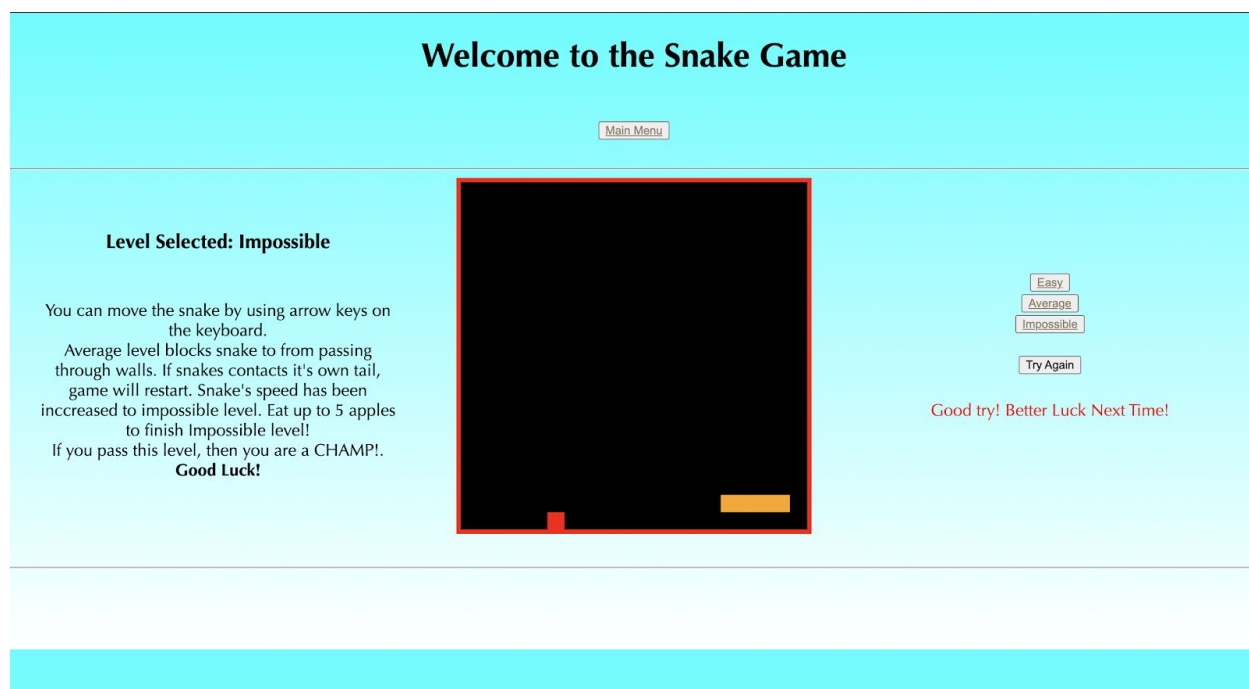 Welcome to the Snake Game
Main Menu
Level Selected: Impossible
You can move the snake by using arrow keys on
the keyboard.
Average level blocks snake to from passing
through walls. If snakes contacts it's own tail,
game will restart. Snake's speed has been
inccreased to impossible level. Eat up to 5 apples
to finish Impossible level!
If you pass this level, then you are a CHAMP!.
Good Luck!
Easy
Average
Impossible
Try Again
Good try! Better Luck Next Time!